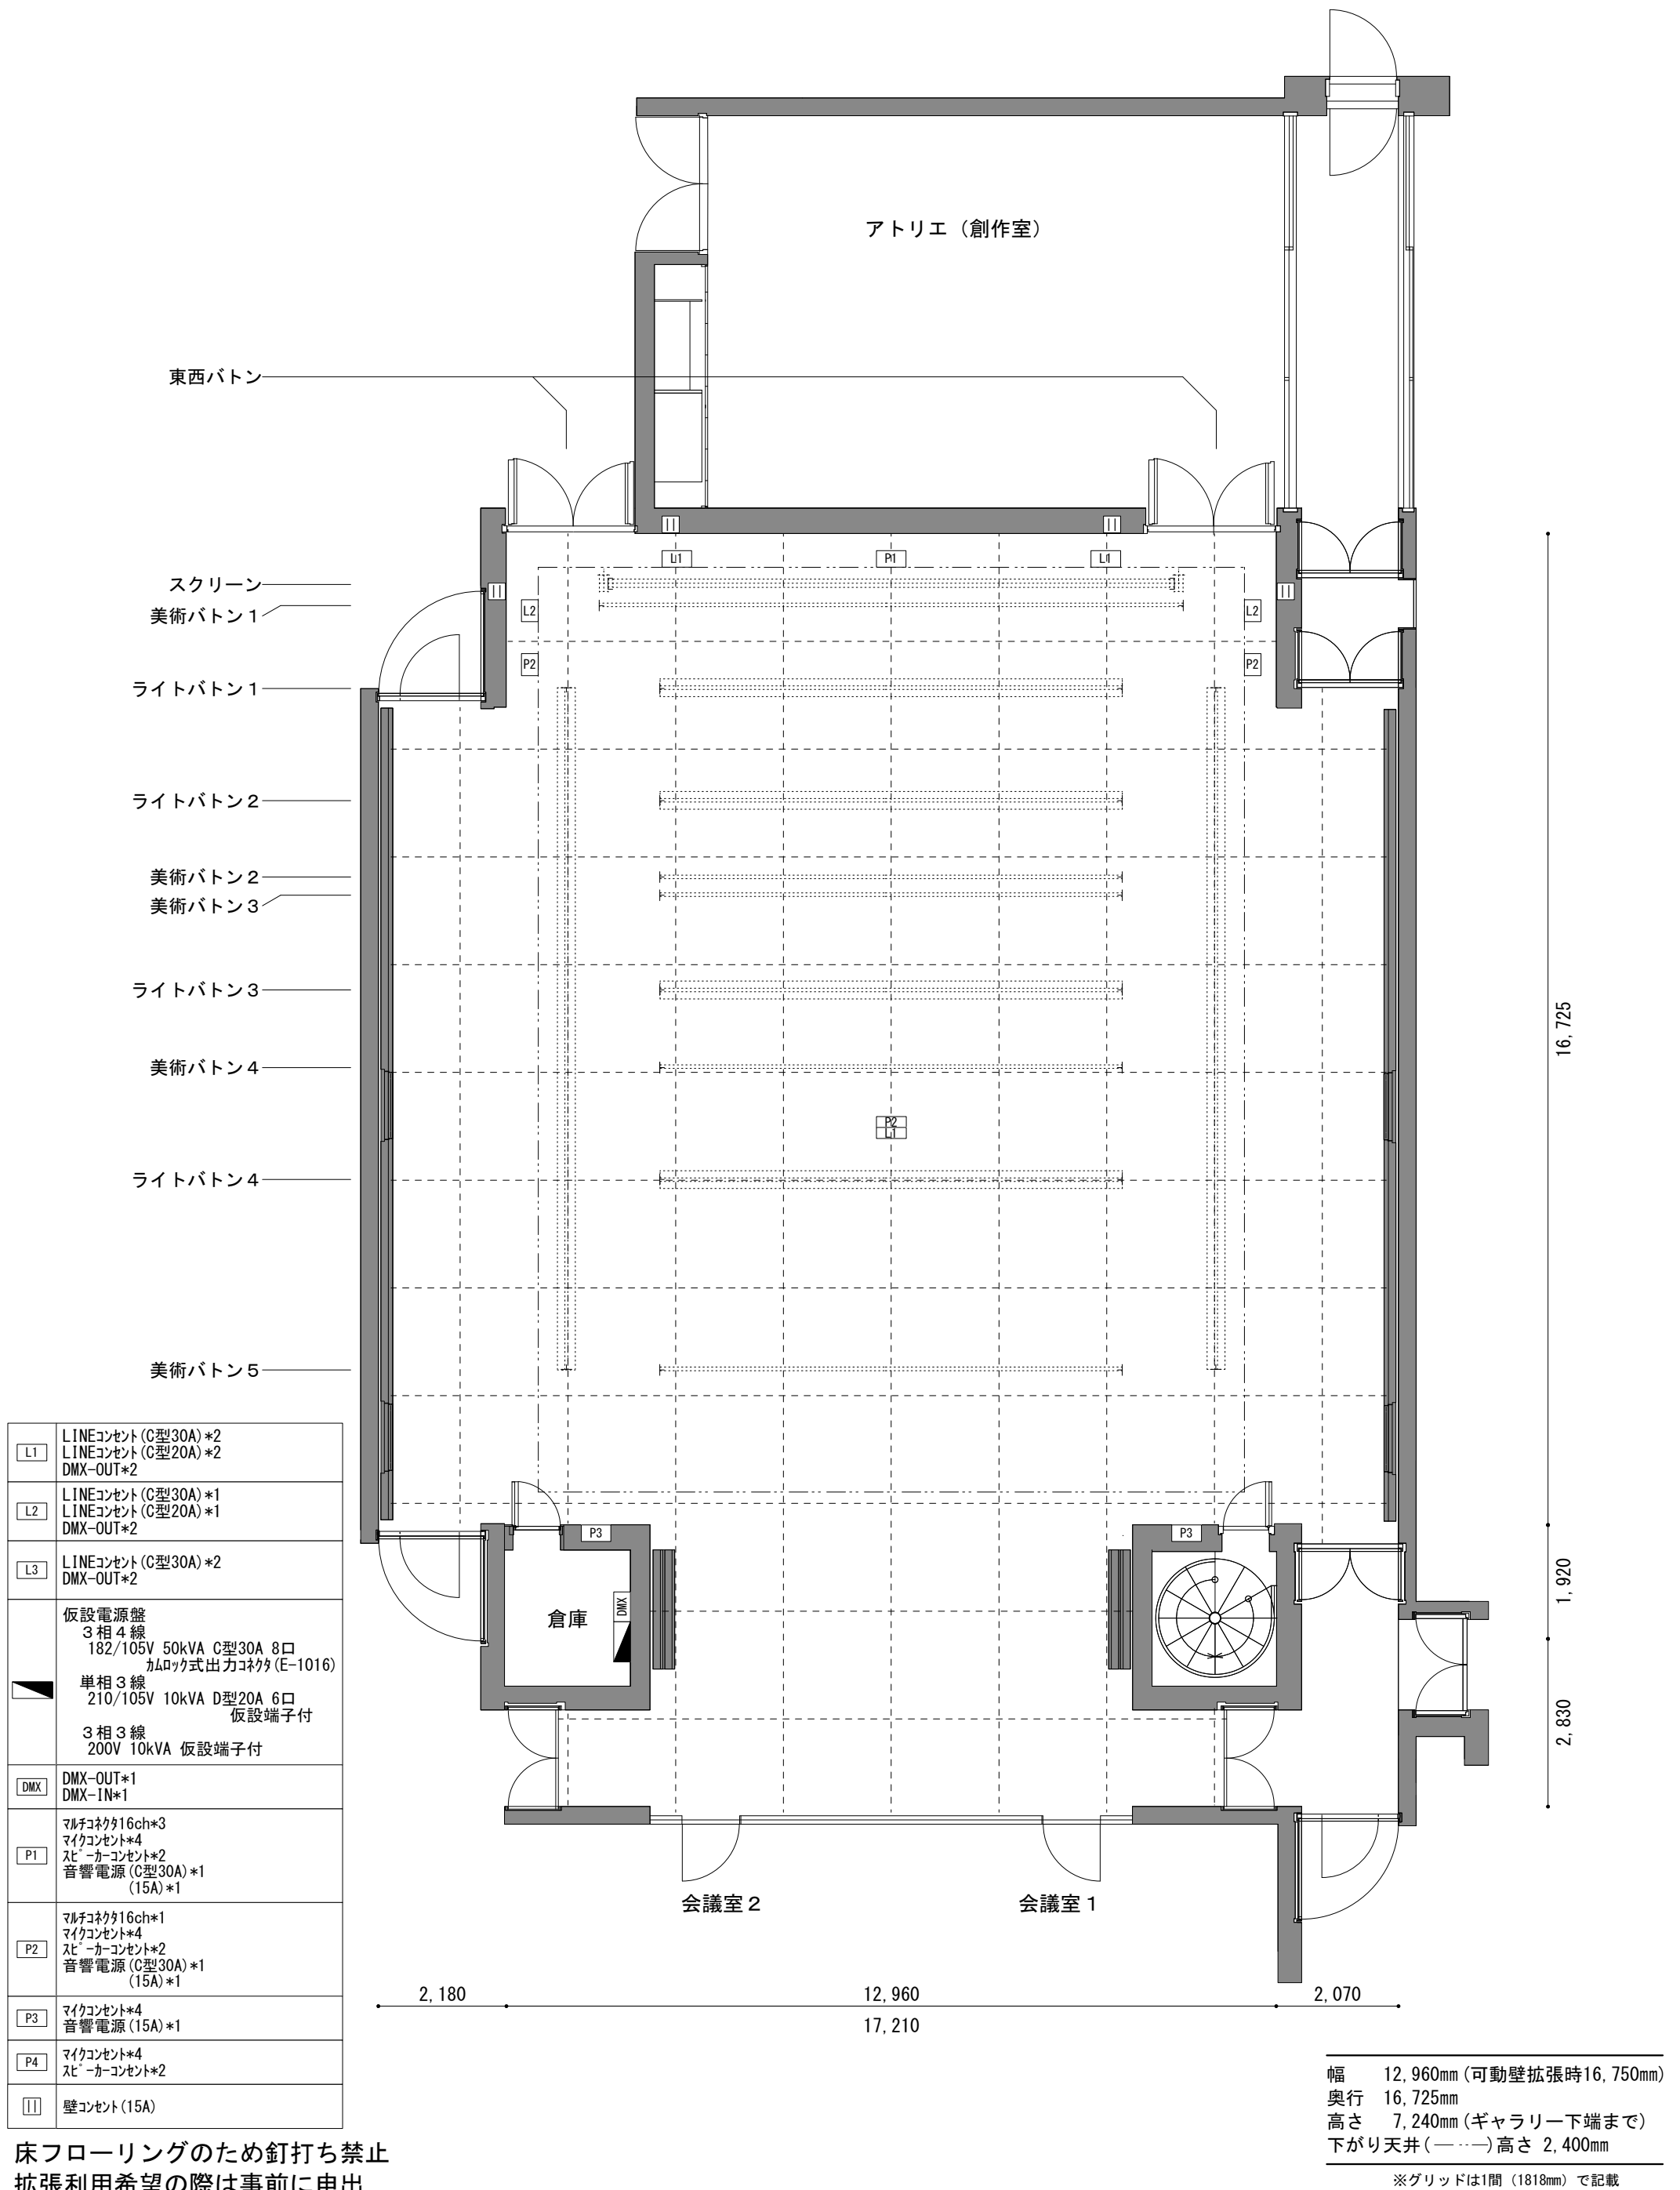 アトリエ（創作室）
東西バトン
スクリーン
美術バトン１
ライトバトン１
ライトバトン２
美術バトン２
美術バトン３
ライトバトン３
美術バトン４
ライトバトン４
美術バトン５
L1
P1
L1
L2
L2
P2
P2
P2
L1
P3
P3
倉庫
DMX
会議室２
会議室１
16,725
1,920
2,830
2,180
12,960
2,070
17,210
L1
LINEｺﾝｾﾝﾄ(C型30A)*2
LINEｺﾝｾﾝﾄ(C型20A)*2
DMX-OUT*2
L2
LINEｺﾝｾﾝﾄ(C型30A)*1
LINEｺﾝｾﾝﾄ(C型20A)*1
DMX-OUT*2
L3
LINEｺﾝｾﾝﾄ(C型30A)*2
DMX-OUT*2
仮設電源盤
３相４線
182/105V 50kVA C型30A 8口
ｶﾑﾛｯｸ式出力ｺﾈｸﾀ(E-1016)
単相３線
210/105V 10kVA D型20A 6口
仮設端子付
３相３線
200V 10kVA 仮設端子付
DMX
DMX-OUT*1
DMX-IN*1
P1
ﾏﾙﾁｺﾈｸﾀ16ch*3
ﾏｲｸｺﾝｾﾝﾄ*4
ｽﾋﾟｰｶｰｺﾝｾﾝﾄ*2
音響電源(C型30A)*1
(15A)*1
P2
ﾏﾙﾁｺﾈｸﾀ16ch*1
ﾏｲｸｺﾝｾﾝﾄ*4
ｽﾋﾟｰｶｰｺﾝｾﾝﾄ*2
音響電源(C型30A)*1
(15A)*1
P3
ﾏｲｸｺﾝｾﾝﾄ*4
音響電源(15A)*1
P4
ﾏｲｸｺﾝｾﾝﾄ*4
ｽﾋﾟｰｶｰｺﾝｾﾝﾄ*2
壁ｺﾝｾﾝﾄ(15A)
床フローリングのため釘打ち禁止
拡張利用希望の際は事前に申出
幅 12,960mm(可動壁拡張時16,750mm)
奥行 16,725mm
高さ 7,240mm(ギャラリー下端まで)
下がり天井(—‥—)高さ 2,400mm
※グリッドは1間（1818mm）で記載